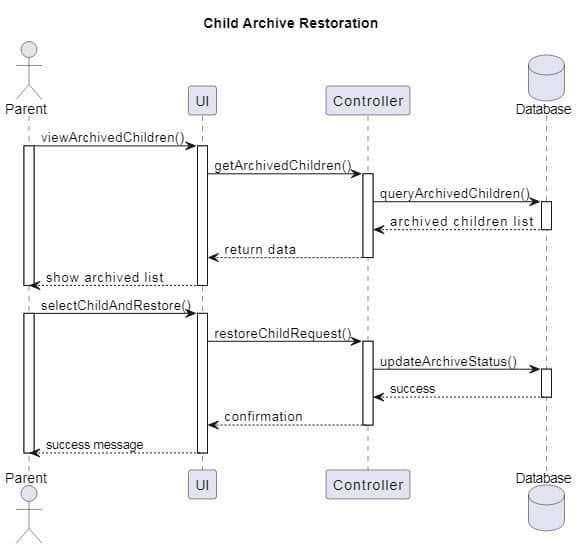 Child Archive Restoration
Parent
UI
Controller
Database
viewArchivedChildren()
getArchivedChildren()
queryArchivedChildren()
archived children list
return data
show archived list
selectChildAndRestore()
restoreChildRequest()
updateArchiveStatus()
success
confirmation
success message
Parent
UI
Controller
Database